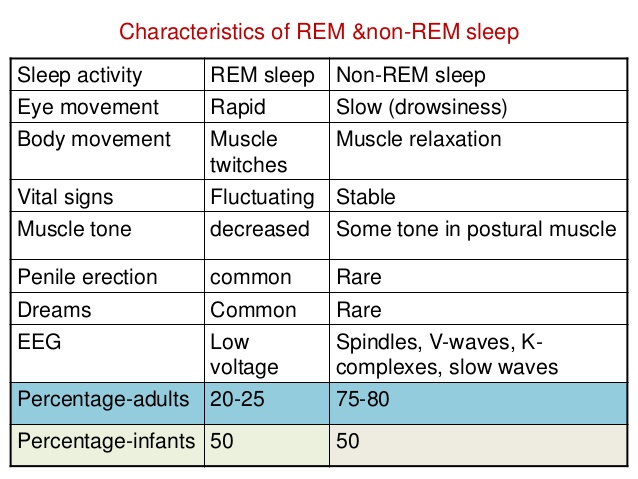 Characteristics of REM &non-REM sleep
Sleep activity REM sleep Non-REM sleep
Eye movement Rapid Slow (drowsiness)
Body movement Muscle twitches Muscle relaxation
Vital signs Fluctuating Stable
Muscle tone decreased Some tone in postural muscle
Penile erection common Rare
Dreams Common Rare
EEG Low voltage Spindles, V-waves, K-complexes, slow waves
Percentage-adults 20-25 75-80
Percentage-infants 50 50